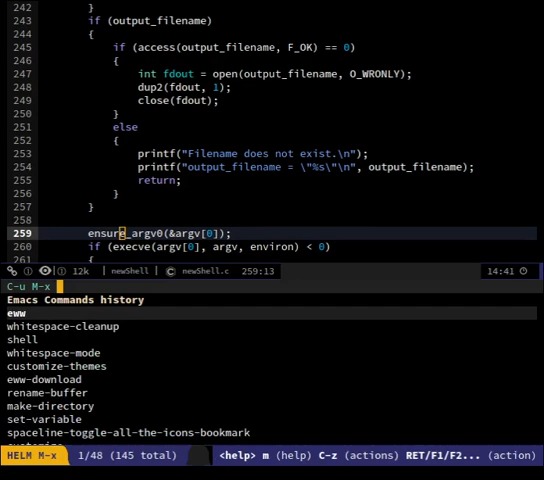 242 }
243 if (output_filename)
244 {
245 if (access(output_filename, F_OK) == 0)
246 {
247 int fdout = open(output_filename, O_WRONLY);
248 dup2(fdout, 1);
249 close(fdout);
250 }
251 else
252 {
253 printf("Filename does not exist.\n");
254 printf("output_filename = \"%s\"\n", output_filename);
255 return;
256 }
257 }
258
259 ensure_argv0(&argv[0]);
260 if (execve(argv[0], argv, environ) < 0)
261 {
12k newShell newShell.c 259:13 14:41
C-u M-x
Emacs Commands history
eww
whitespace-cleanup
shell
whitespace-mode
customize-themes
eww-download
rename-buffer
make-directory
set-variable
spaceline-toggle-all-the-icons-bookmark
HELM M-x 1/48 (145 total) <help> m (help) C-z (actions) RET/F1/F2... (action)